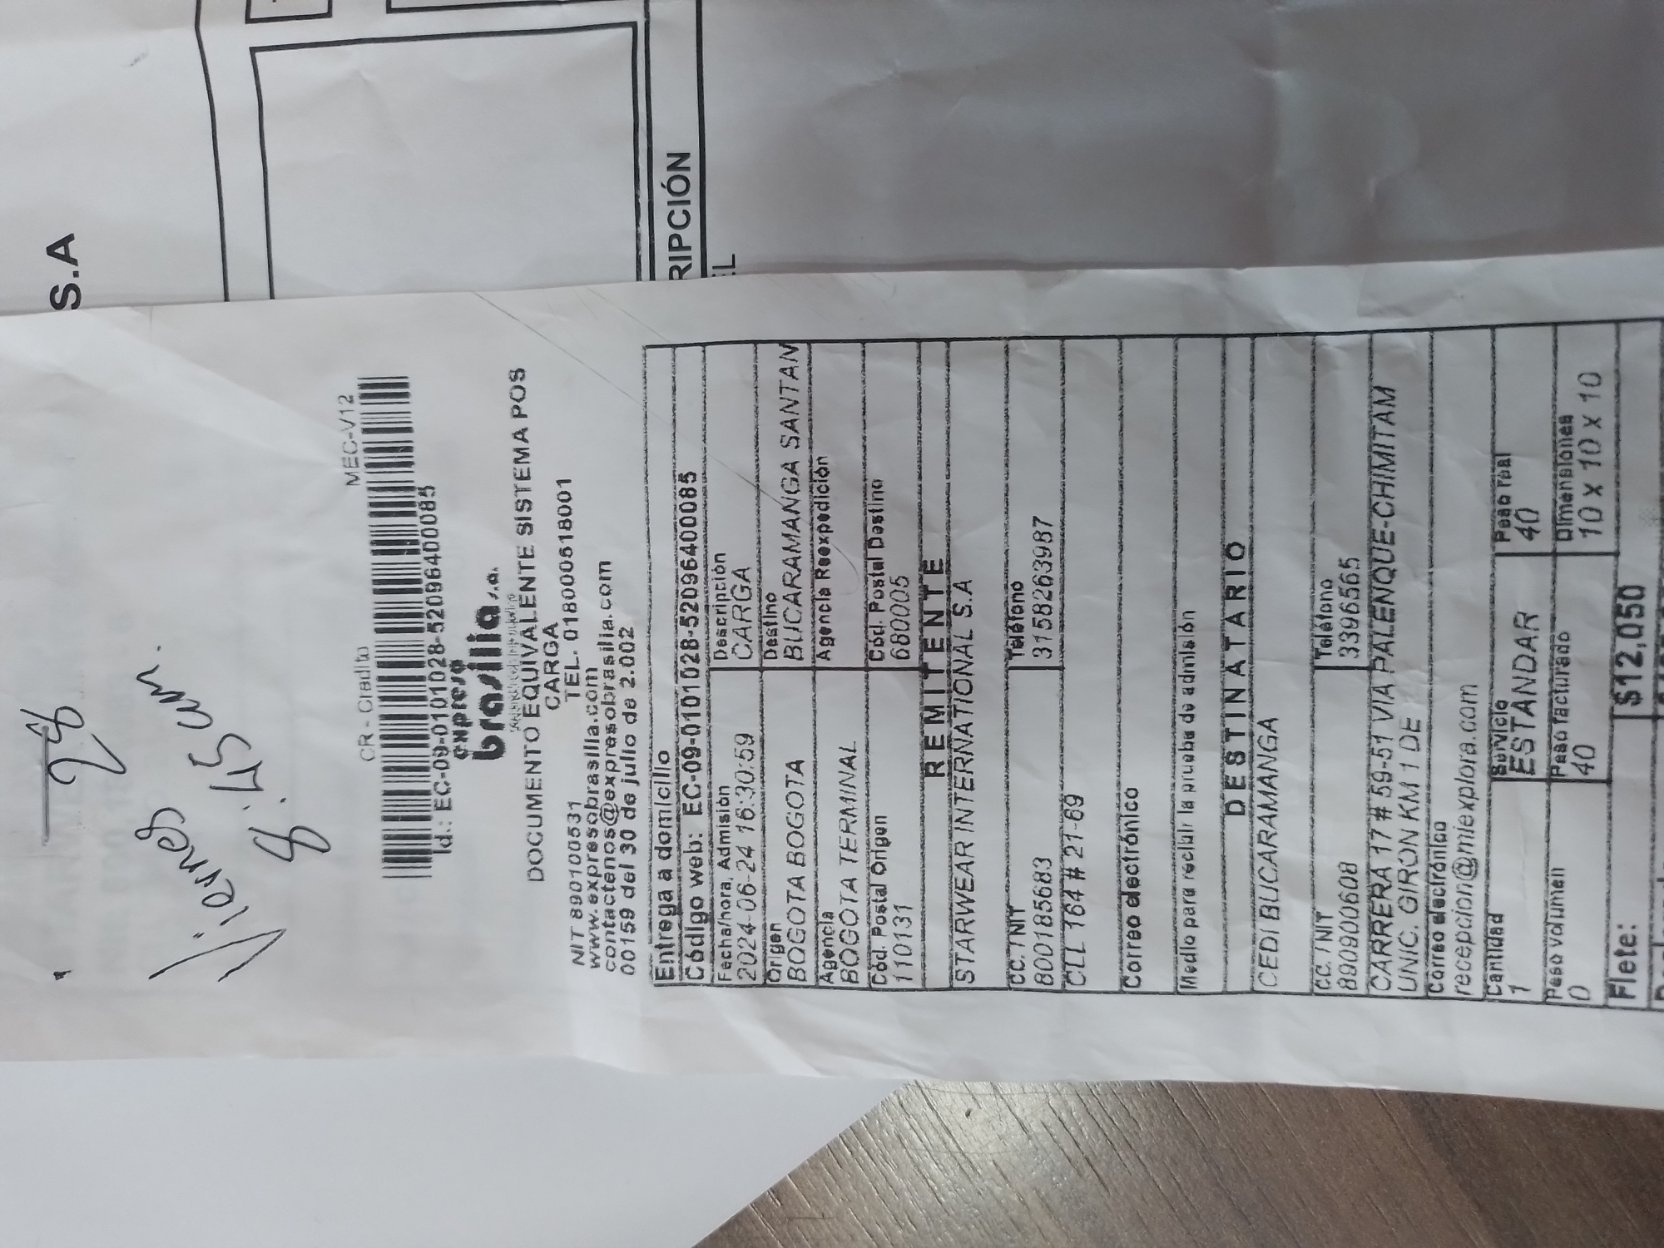 28
Viernes
8:45 am.
MEC-V12
CR - Credito
Id.: EC-09-0101028-52096400085
expreso
brasilia s.a.
DOCUMENTO EQUIVALENTE SISTEMA POS
CARGA
NIT 890100531 TEL. 018000518001
www.expresobrasilia.com
contactenos@expresobrasilia.com
00159 del 30 de julio de 2.002
Entrega a domicilio
Código web: EC-09-0101028-52096400085
Fecha/hora, Admisión Descripción
2024-06-24 16:30:59 CARGA
Origen Destino
BOGOTA BOGOTA BUCARAMANGA SANTAN
Agencia Agencia Reexpedición
BOGOTA TERMINAL
Cód. Postal Origen Cód. Postal Destino
110131 680005
REMITENTE
STARWEAR INTERNATIONAL S.A
CC. / NIT Teléfono
800185683 3158263987
CLL 164 # 21-69
Correo electrónico
Medio para recibir la prueba de admisión
DESTINATARIO
CEDI BUCARAMANGA
CC. / NIT Teléfono
890900608 3396565
CARRERA 17 # 59-51 VIA PALENQUE-CHIMITAM
UNIC. GIRON KM 1 DE
Correo electrónico
recepcion@miexplora.com
Cantidad Servicio Peso real
1 ESTANDAR 40
Peso volumen Peso facturado Dimensiones
0 40 10 x 10 x 10
Flete: $12,050
S.A
RIPCIÓN
EL